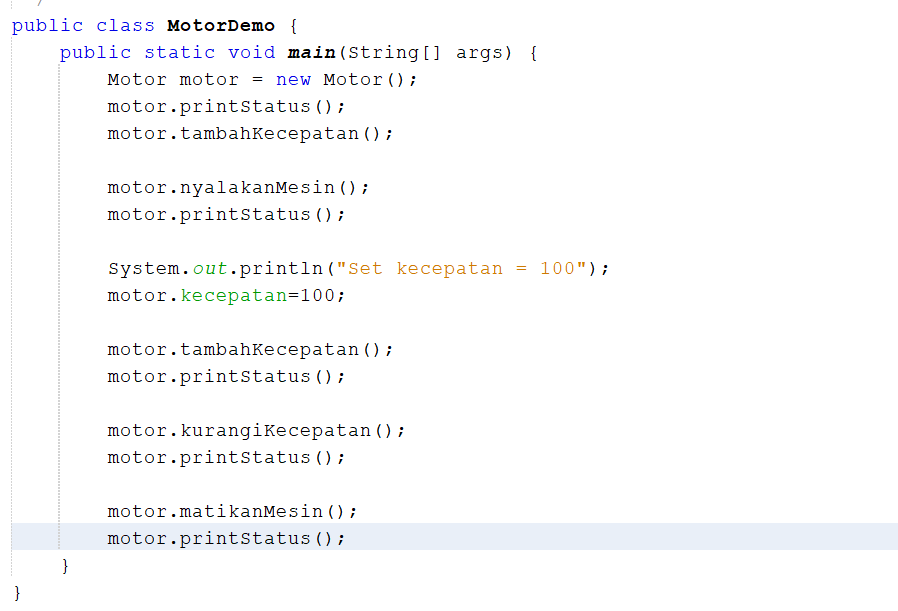 /
public class MotorDemo {
    public static void main(String[] args) {
        Motor motor = new Motor();
        motor.printStatus();
        motor.tambahKecepatan();

        motor.nyalakanMesin();
        motor.printStatus();

        System.out.println("Set kecepatan = 100");
        motor.kecepatan=100;

        motor.tambahKecepatan();
        motor.printStatus();

        motor.kurangiKecepatan();
        motor.printStatus();

        motor.matikanMesin();
        motor.printStatus();
    }
}